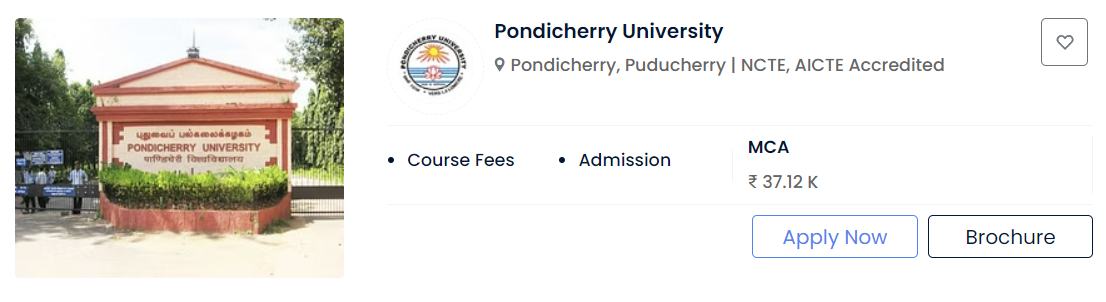 புதுவைப் பல்கலைக்கழகம்
PONDICHERRY UNIVERSITY
पाण्डिचेरी विश्वविद्यालय
PONDICHERRY UNIVERSITY
Pondicherry University
Pondicherry, Puducherry | NCTE, AICTE Accredited
Course Fees
Admission
MCA
₹ 37.12 K
Apply Now
Brochure